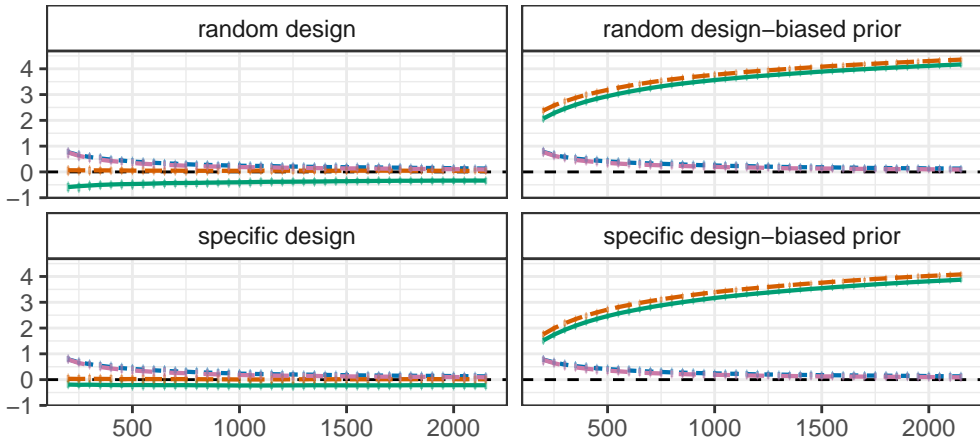 random design
random design−biased prior
4
3
2
1
0
−1
specific design
specific design−biased prior
4
3
2
1
0
−1
500 1000 1500 2000 500 1000 1500 2000